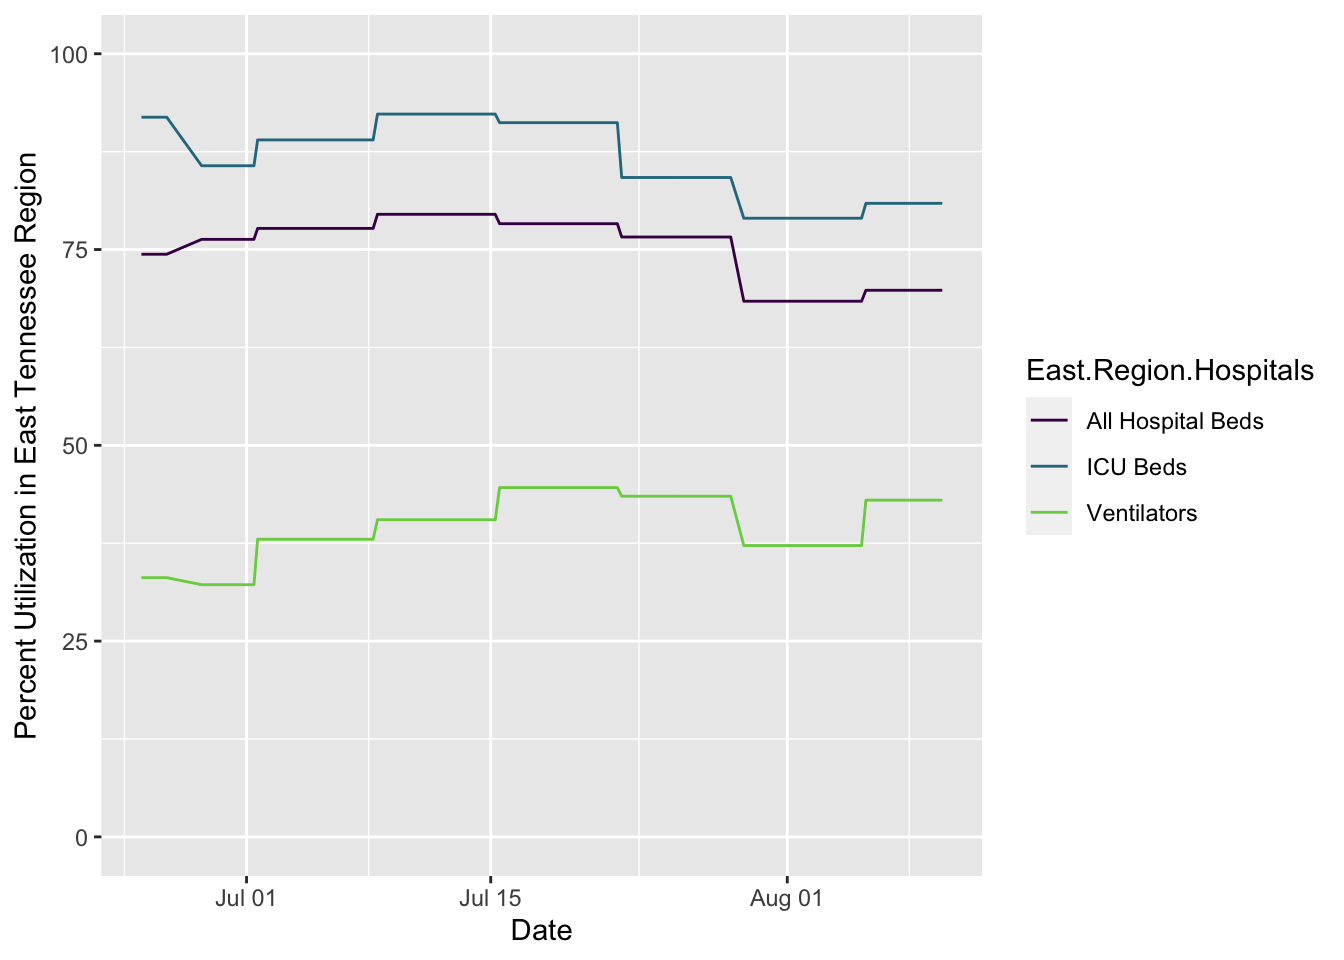 Percent Utilization in East Tennessee Region
100
75
50
25
0
Jul 01
Jul 15
Aug 01
Date
East.Region.Hospitals
All Hospital Beds
ICU Beds
Ventilators